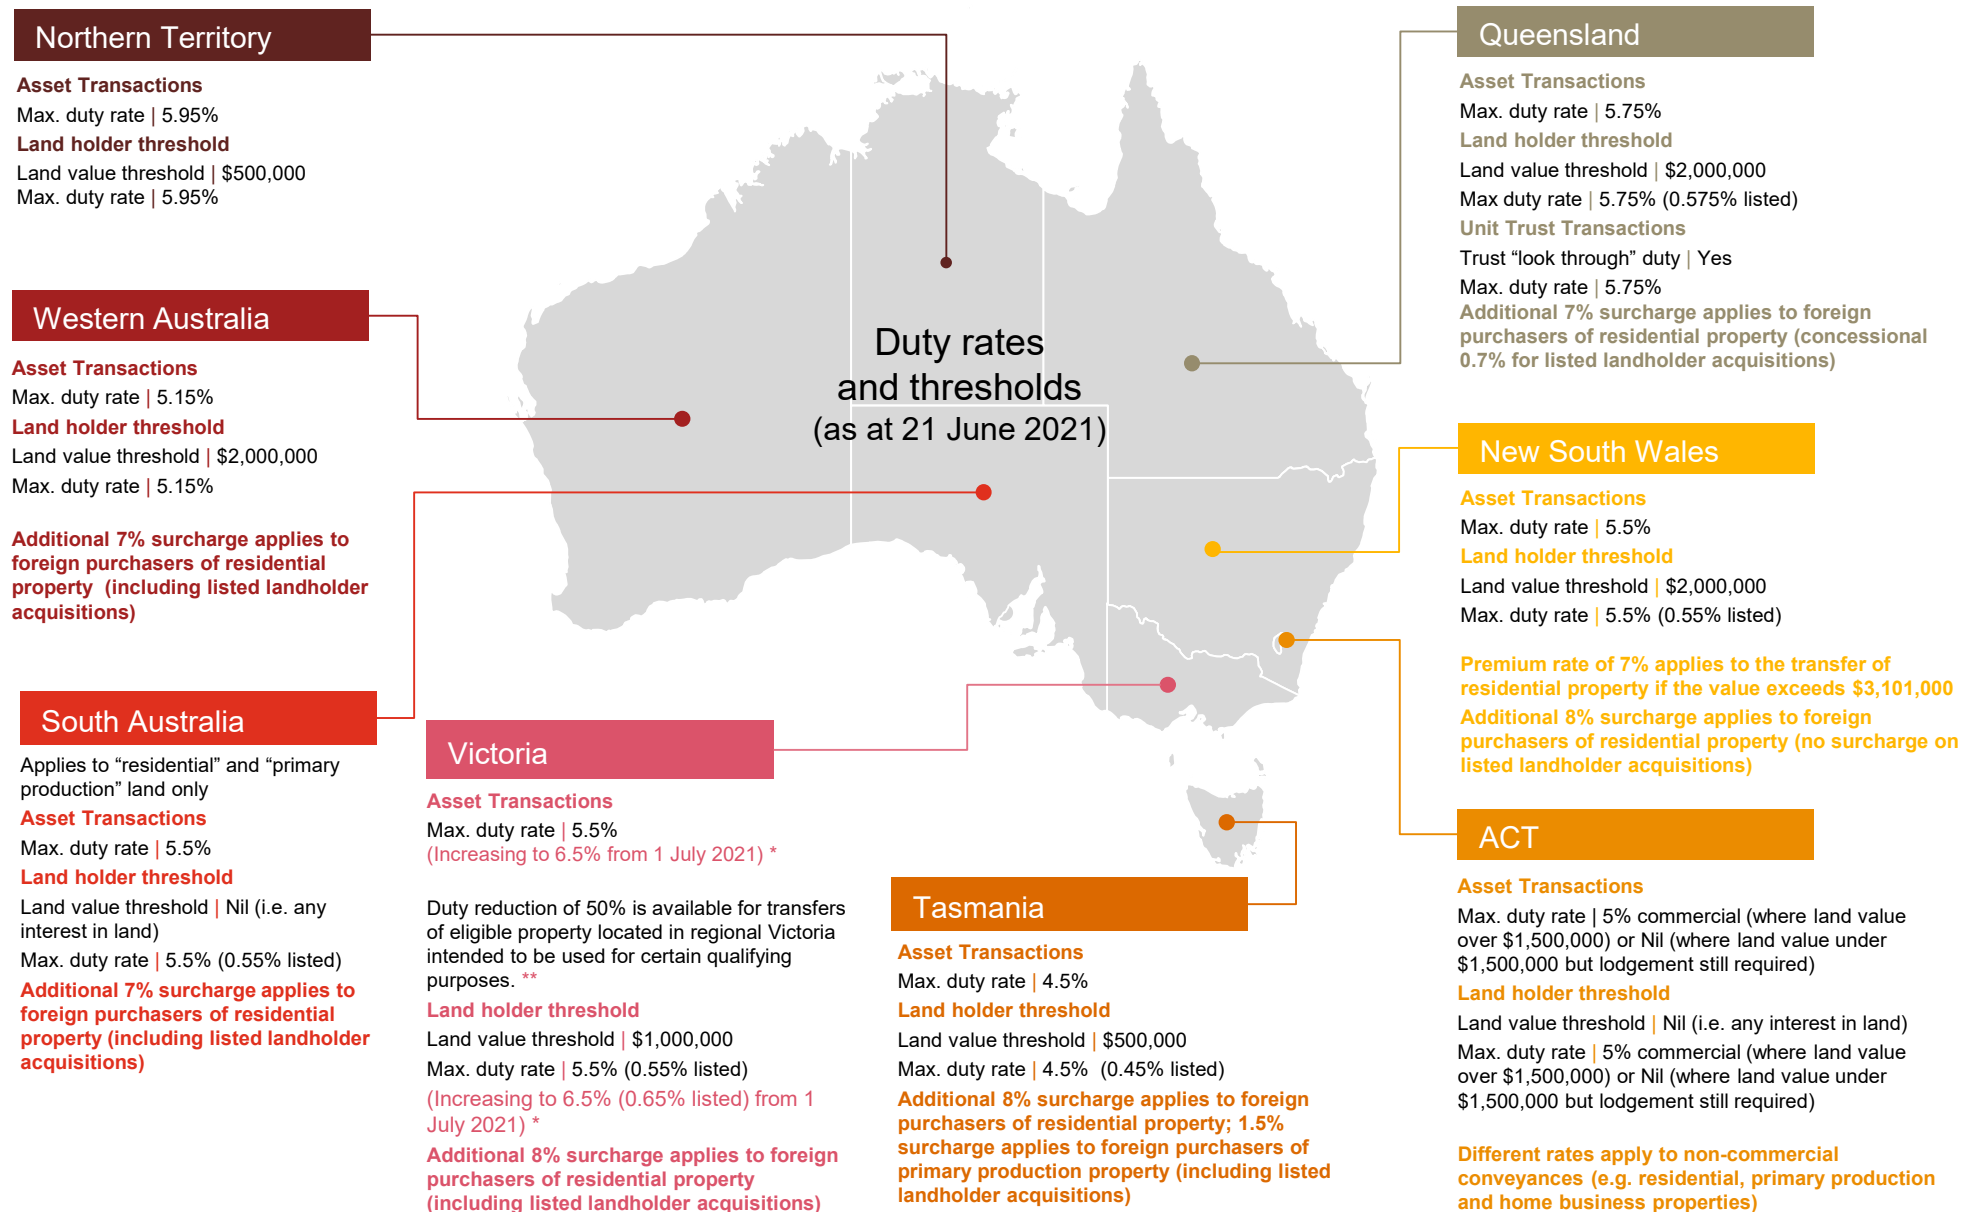 Northern Territory
Asset Transactions
Max. duty rate | 5.95%
Land holder threshold
Land value threshold | $500,000
Max. duty rate | 5.95%
Western Australia
Asset Transactions
Max. duty rate | 5.15%
Land holder threshold
Land value threshold | $2,000,000
Max. duty rate | 5.15%
Additional 7% surcharge applies to
foreign purchasers of residential
property (including listed landholder
acquisitions)
South Australia
Applies to “residential” and “primary
production” land only
Asset Transactions
Max. duty rate | 5.5%
Land holder threshold
Land value threshold | Nil (i.e. any
interest in land)
Max. duty rate | 5.5% (0.55% listed)
Additional 7% surcharge applies to
foreign purchasers of residential
property (including listed landholder
acquisitions)
Duty rates
and thresholds
(as at 21 June 2021)
Victoria
Asset Transactions
Max. duty rate | 5.5%
(Increasing to 6.5% from 1 July 2021) *
Duty reduction of 50% is available for transfers
of eligible property located in regional Victoria
intended to be used for certain qualifying
purposes. **
Land holder threshold
Land value threshold | $1,000,000
Max. duty rate | 5.5% (0.55% listed)
(Increasing to 6.5% (0.65% listed) from 1
July 2021) *
Additional 8% surcharge applies to foreign
purchasers of residential property
(including listed landholder acquisitions)
Tasmania
Asset Transactions
Max. duty rate | 4.5%
Land holder threshold
Land value threshold | $500,000
Max. duty rate | 4.5% (0.45% listed)
Additional 8% surcharge applies to foreign
purchasers of residential property; 1.5%
surcharge applies to foreign purchasers of
primary production property (including listed
landholder acquisitions)
Queensland
Asset Transactions
Max. duty rate | 5.75%
Land holder threshold
Land value threshold | $2,000,000
Max duty rate | 5.75% (0.575% listed)
Unit Trust Transactions
Trust “look through” duty | Yes
Max. duty rate | 5.75%
Additional 7% surcharge applies to foreign
purchasers of residential property (concessional
0.7% for listed landholder acquisitions)
New South Wales
Asset Transactions
Max. duty rate | 5.5%
Land holder threshold
Land value threshold | $2,000,000
Max. duty rate | 5.5% (0.55% listed)
Premium rate of 7% applies to the transfer of
residential property if the value exceeds $3,101,000
Additional 8% surcharge applies to foreign
purchasers of residential property (no surcharge on
listed landholder acquisitions)
ACT
Asset Transactions
Max. duty rate | 5% commercial (where land value
over $1,500,000) or Nil (where land value under
$1,500,000 but lodgement still required)
Land holder threshold
Land value threshold | Nil (i.e. any interest in land)
Max. duty rate | 5% commercial (where land value
over $1,500,000) or Nil (where land value under
$1,500,000 but lodgement still required)
Different rates apply to non-commercial
conveyances (e.g. residential, primary production
and home business properties)